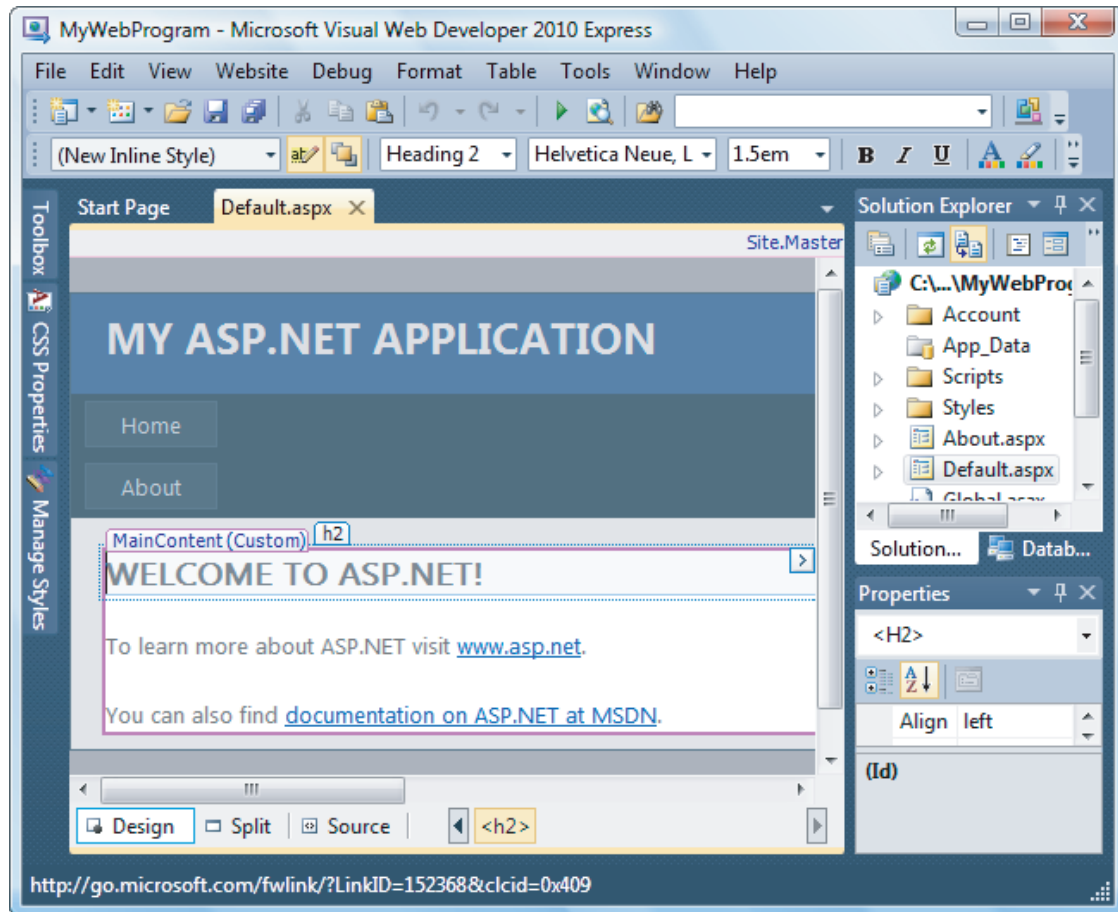 MyWebProgram - Microsoft Visual Web Developer 2010 Express
File Edit View Website Debug Format Table Tools Window Help
(New Inline Style) Heading 2 Helvetica Neue, L 1.5em B I U A
Toolbox
CSS Properties
Manage Styles
Start Page Default.aspx
Site.Master
MY ASP.NET APPLICATION
Home
About
MainContent (Custom) h2
WELCOME TO ASP.NET!
To learn more about ASP.NET visit www.asp.net.
You can also find documentation on ASP.NET at MSDN.
Design Split Source <h2>
Solution Explorer
C:\...\MyWebProg
Account
App_Data
Scripts
Styles
About.aspx
Default.aspx
Global.asax
Solution... Datab...
Properties
<H2>
Align left
(Id)
http://go.microsoft.com/fwlink/?LinkID=152368&clcid=0x409